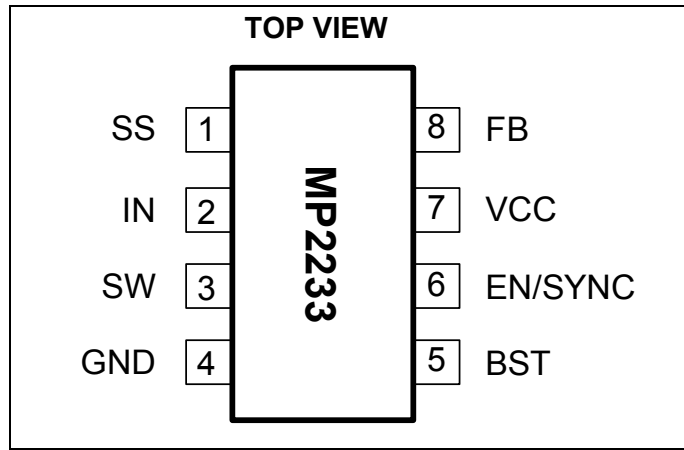 TOP VIEW
SS 1 8 FB
IN 2 7 VCC
MP2233
SW 3 6 EN/SYNC
GND 4 5 BST